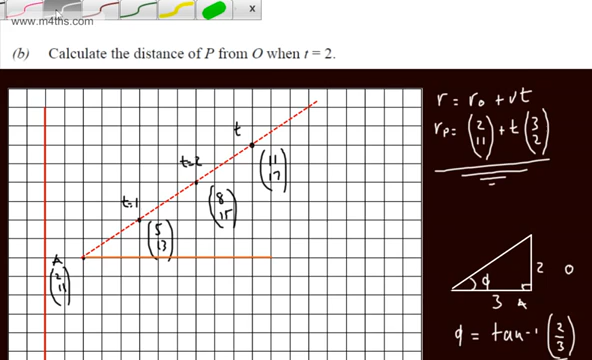 x
www.m4ths.com
(b) Calculate the distance of P from O when t = 2.
r = r₀ + vt
rₚ = (2 11) + t (3 2)
t
(11 17)
t=2
(8 15)
t=1
(5 13)
A
(2 11)
ϕ
2 O
3 A
ϕ = tan⁻¹ (2/3)